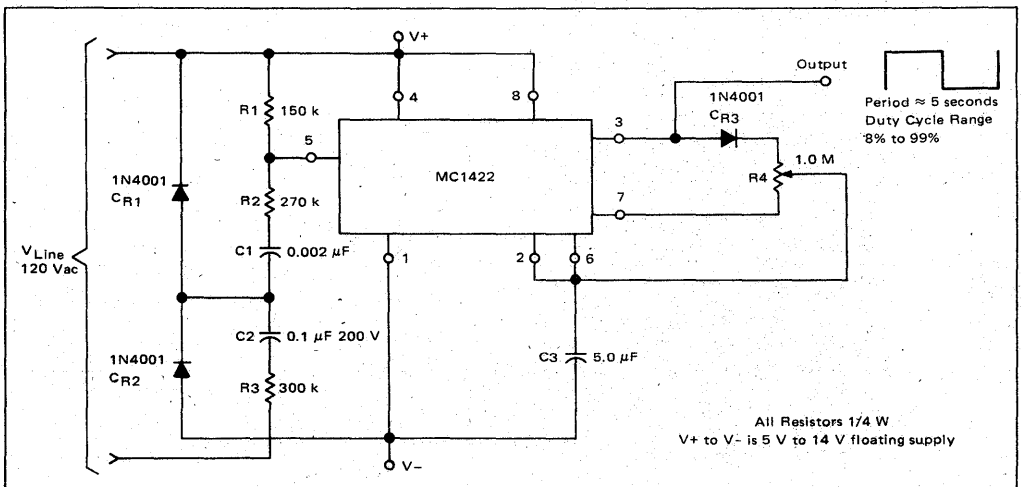 V+
Output
1N4001
CR3
Period ≈ 5 seconds
Duty Cycle Range
8% to 99%
4
8
R1
150 k
3
5
1.0 M
MC1422
R4
1N4001
CR1
R2
270 k
7
VLine
120 Vac
C1
0.002 μF
1
2
6
C2
0.1 μF 200 V
1N4001
CR2
C3
5.0 μF
R3
300 k
All Resistors 1/4 W
V+ to V– is 5 V to 14 V floating supply
V–